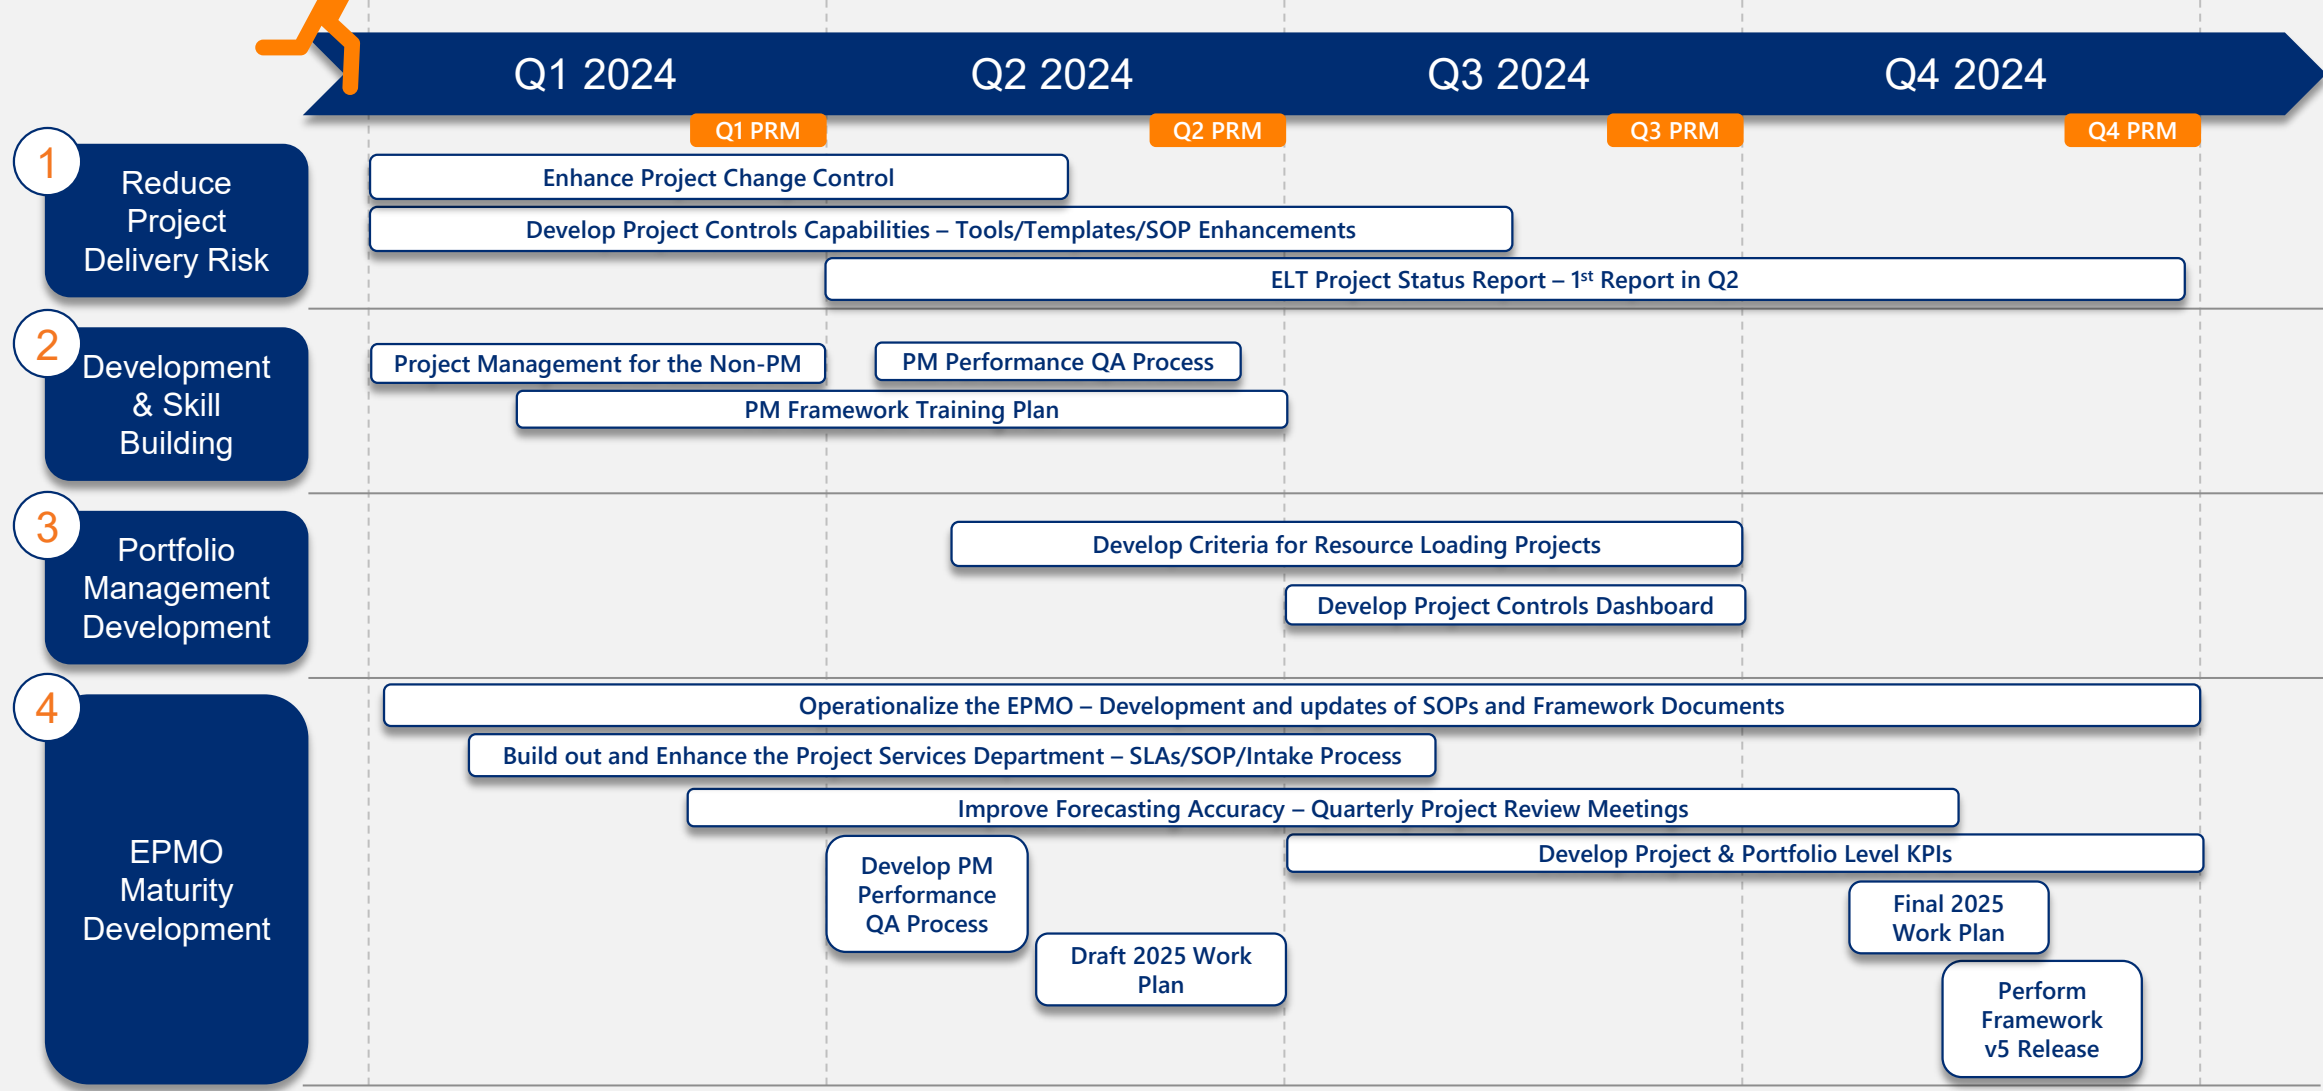 Q1 2024
Q2 2024
Q3 2024
Q4 2024
Q1 PRM
Q2 PRM
Q3 PRM
Q4 PRM
1
Reduce
Project
Delivery Risk
Enhance Project Change Control
Develop Project Controls Capabilities – Tools/Templates/SOP Enhancements
ELT Project Status Report – 1st Report in Q2
2
Development
& Skill
Building
Project Management for the Non-PM
PM Performance QA Process
PM Framework Training Plan
3
Portfolio
Management
Development
Develop Criteria for Resource Loading Projects
Develop Project Controls Dashboard
4
EPMO
Maturity
Development
Operationalize the EPMO – Development and updates of SOPs and Framework Documents
Build out and Enhance the Project Services Department – SLAs/SOP/Intake Process
Improve Forecasting Accuracy – Quarterly Project Review Meetings
Develop Project & Portfolio Level KPIs
Develop PM
Performance
QA Process
Draft 2025 Work
Plan
Final 2025
Work Plan
Perform
Framework
v5 Release